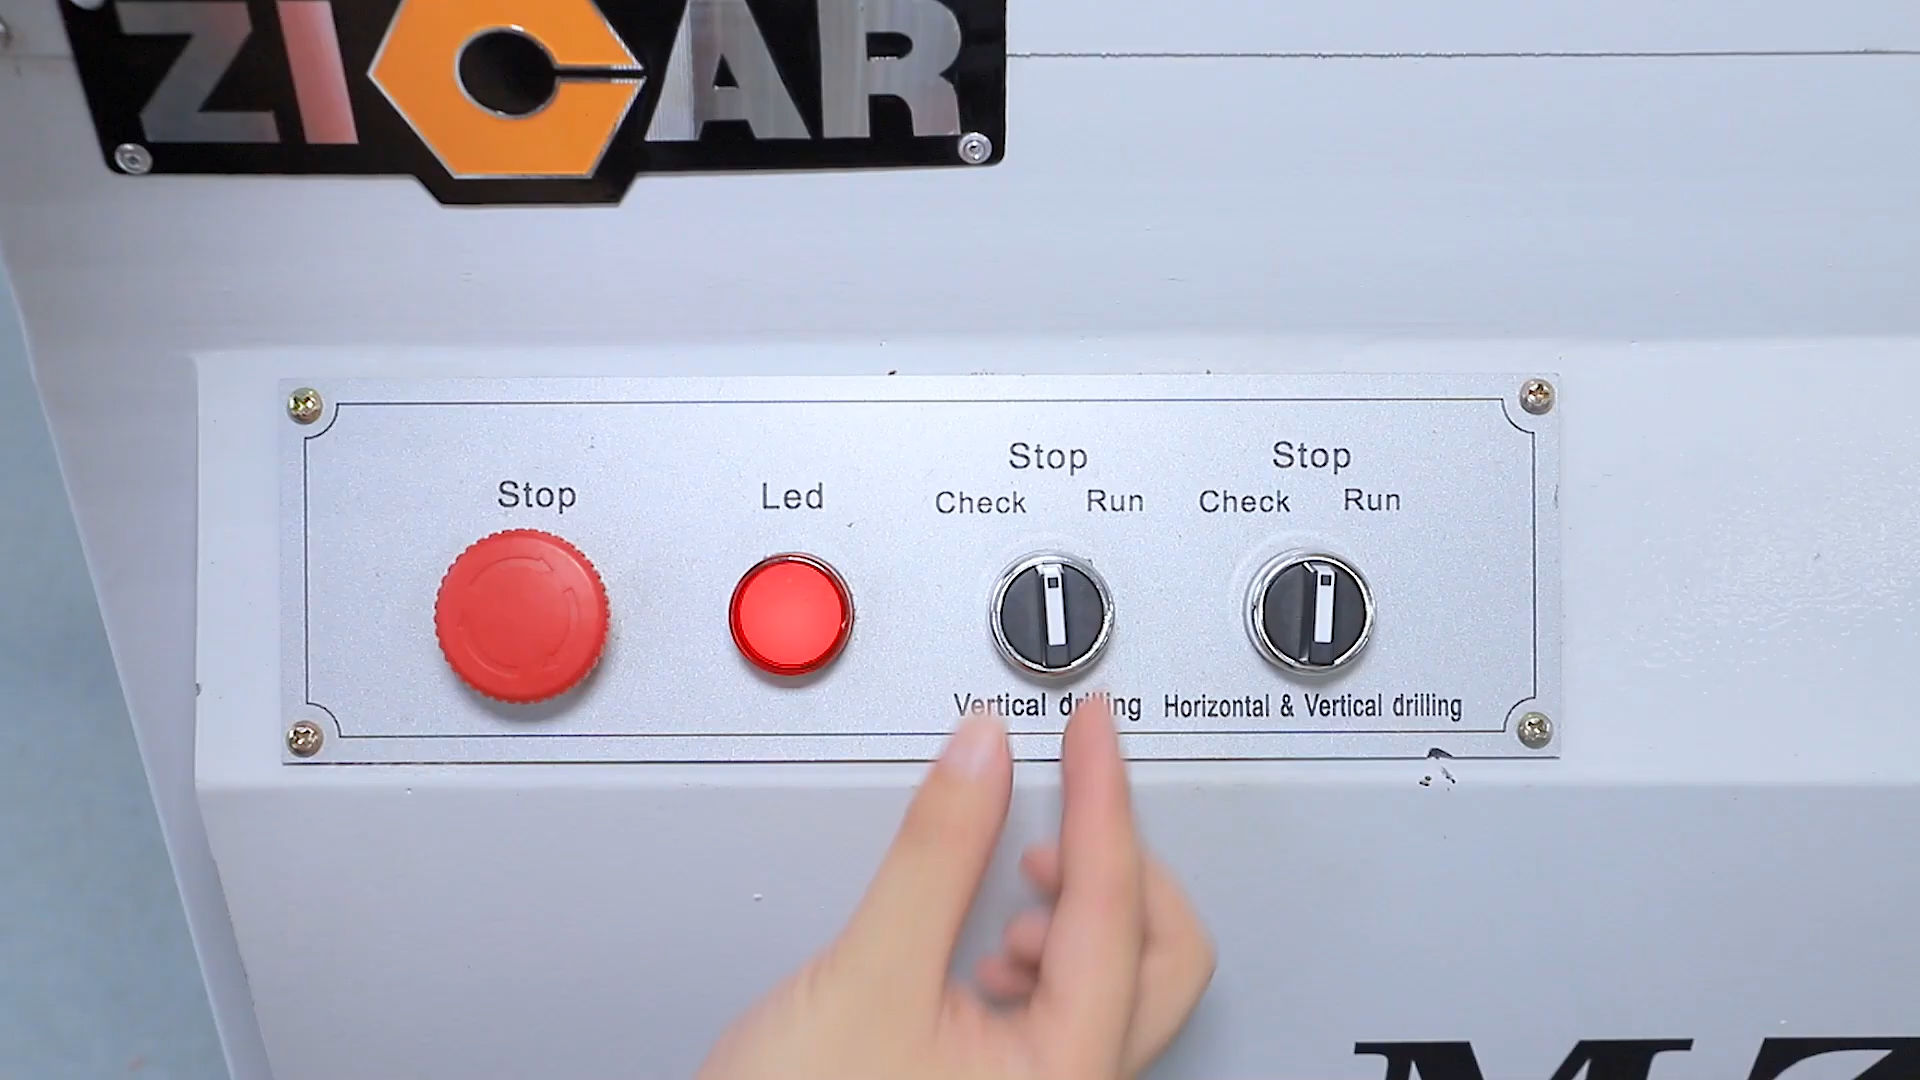 ZICAR
Stop
Led
Stop
Check Run
Stop
Check Run
Vertical drilling
Horizontal & Vertical drilling